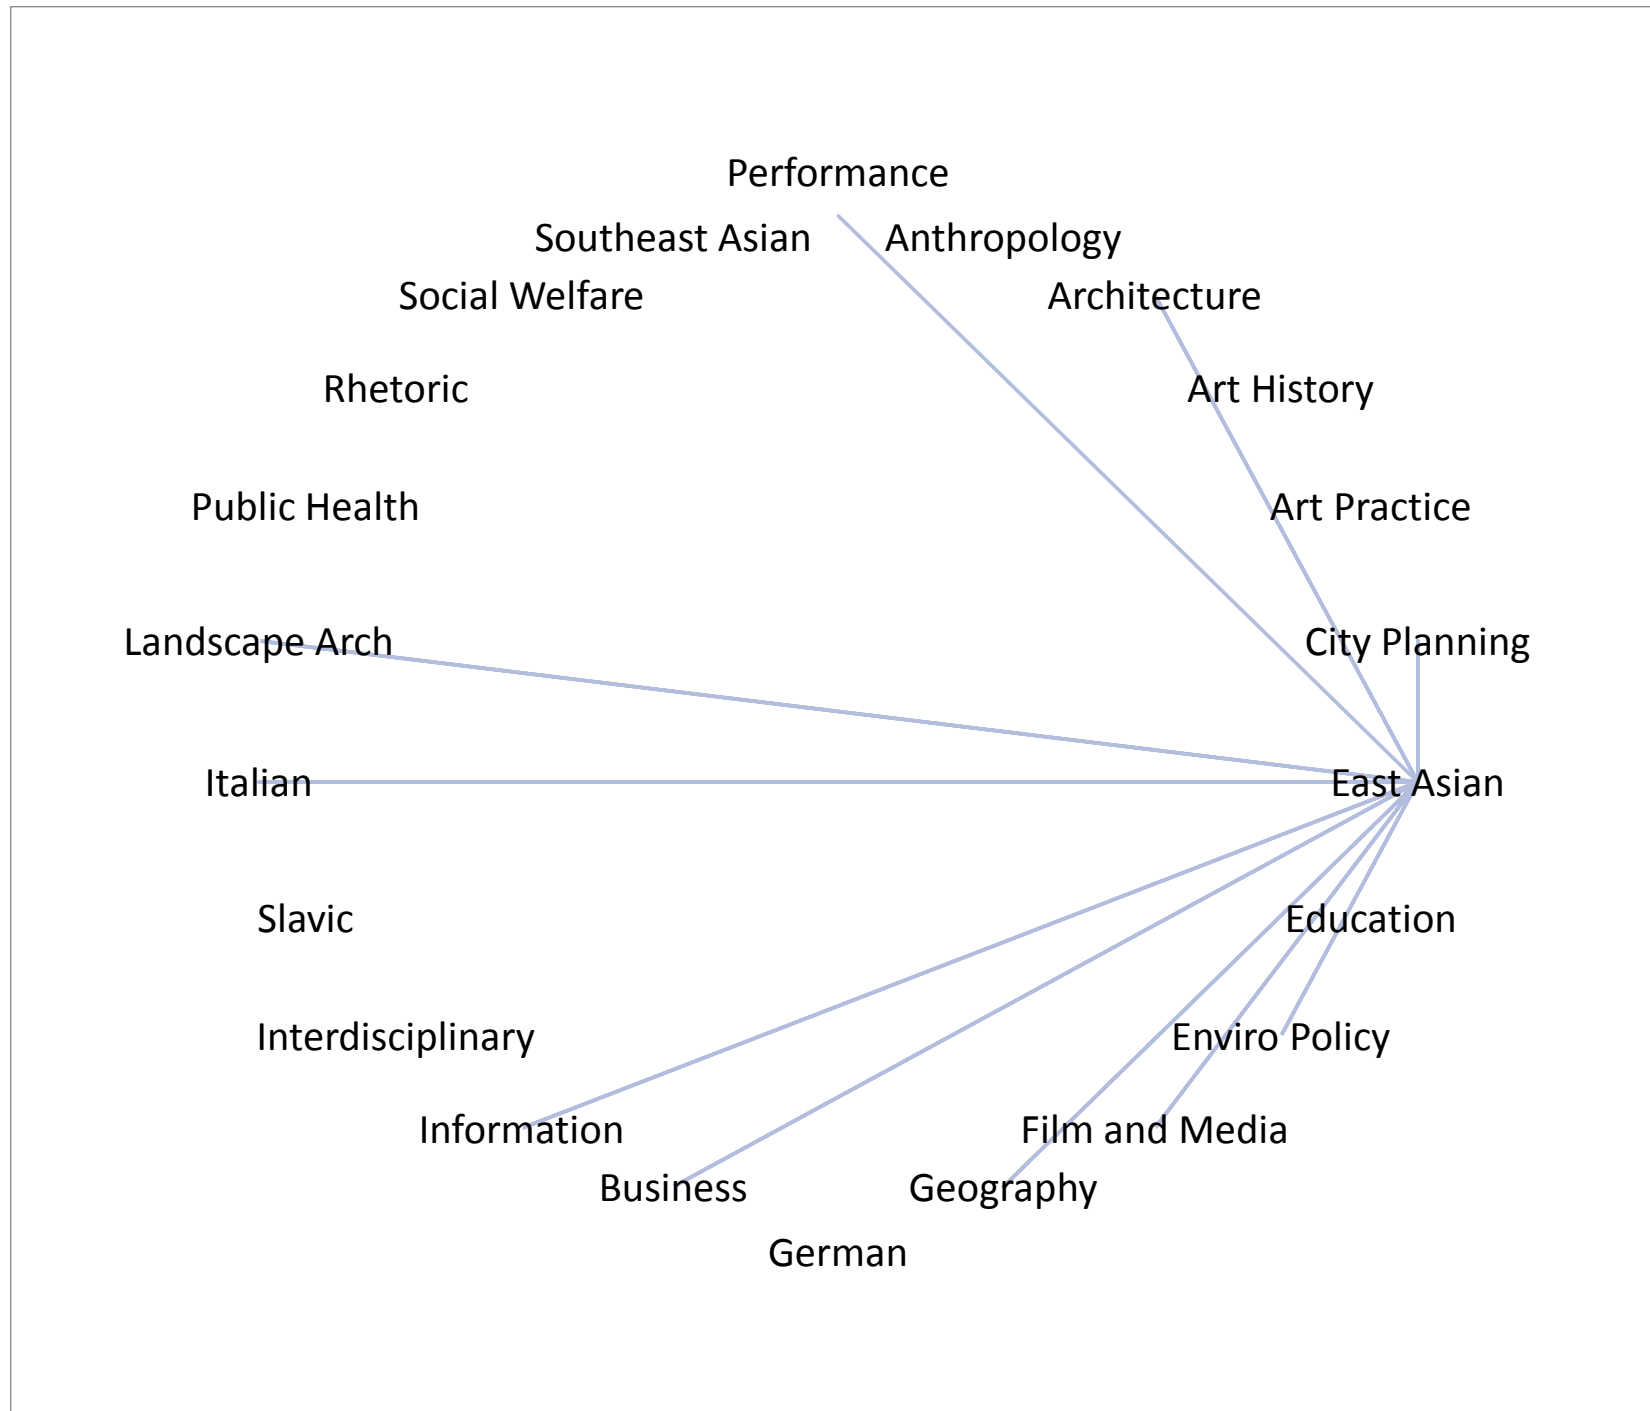 Performance
Southeast Asian
Anthropology
Social Welfare
Architecture
Rhetoric
Art History
Public Health
Art Practice
Landscape Arch
City Planning
Italian
East Asian
Slavic
Education
Interdisciplinary
Enviro Policy
Information
Film and Media
Business
Geography
German